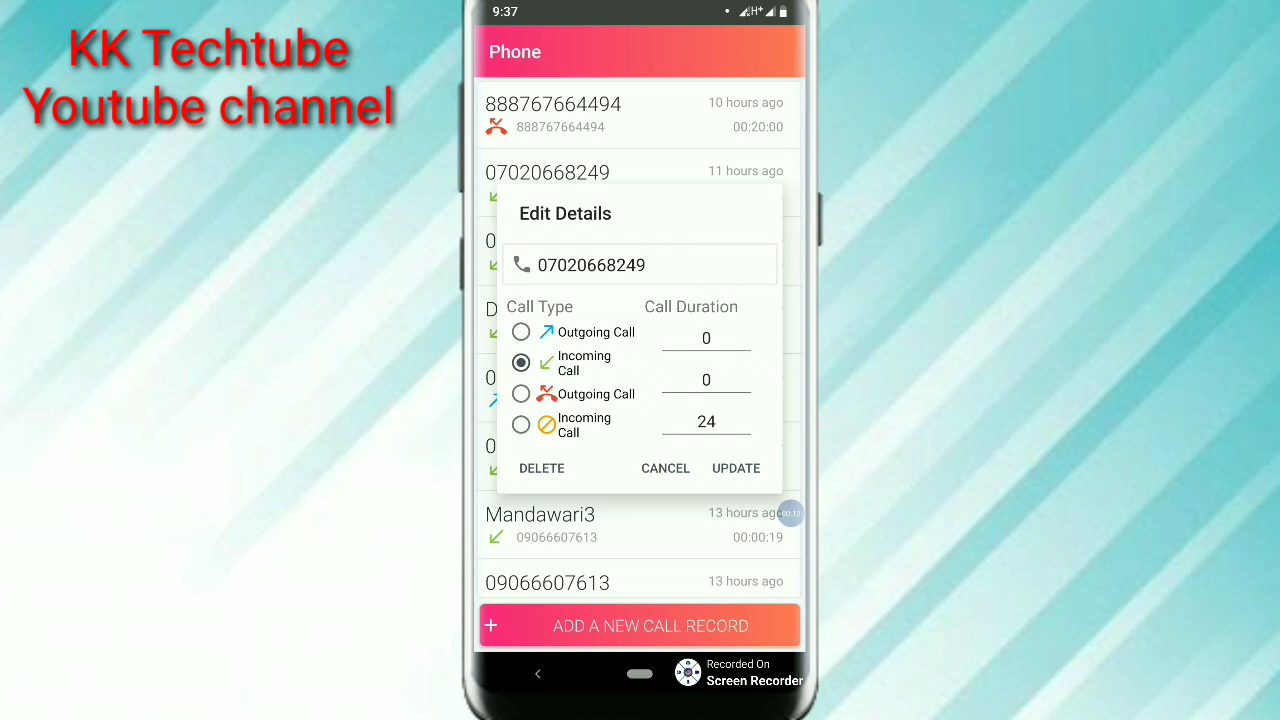 KK Techtube
Youtube channel
9:37
H+
Phone
888767664494 10 hours ago
888767664494 00:20:00
07020668249 11 hours ago
Edit Details
07020668249
Call Type Call Duration
Outgoing Call
0
Incoming
Call
0
Outgoing Call
Incoming
Call
24
DELETE CANCEL UPDATE
Mandawari3 13 hours ago
00:12
09066607613 00:00:19
09066607613 13 hours ago
+ ADD A NEW CALL RECORD
Recorded On
Screen Recorder